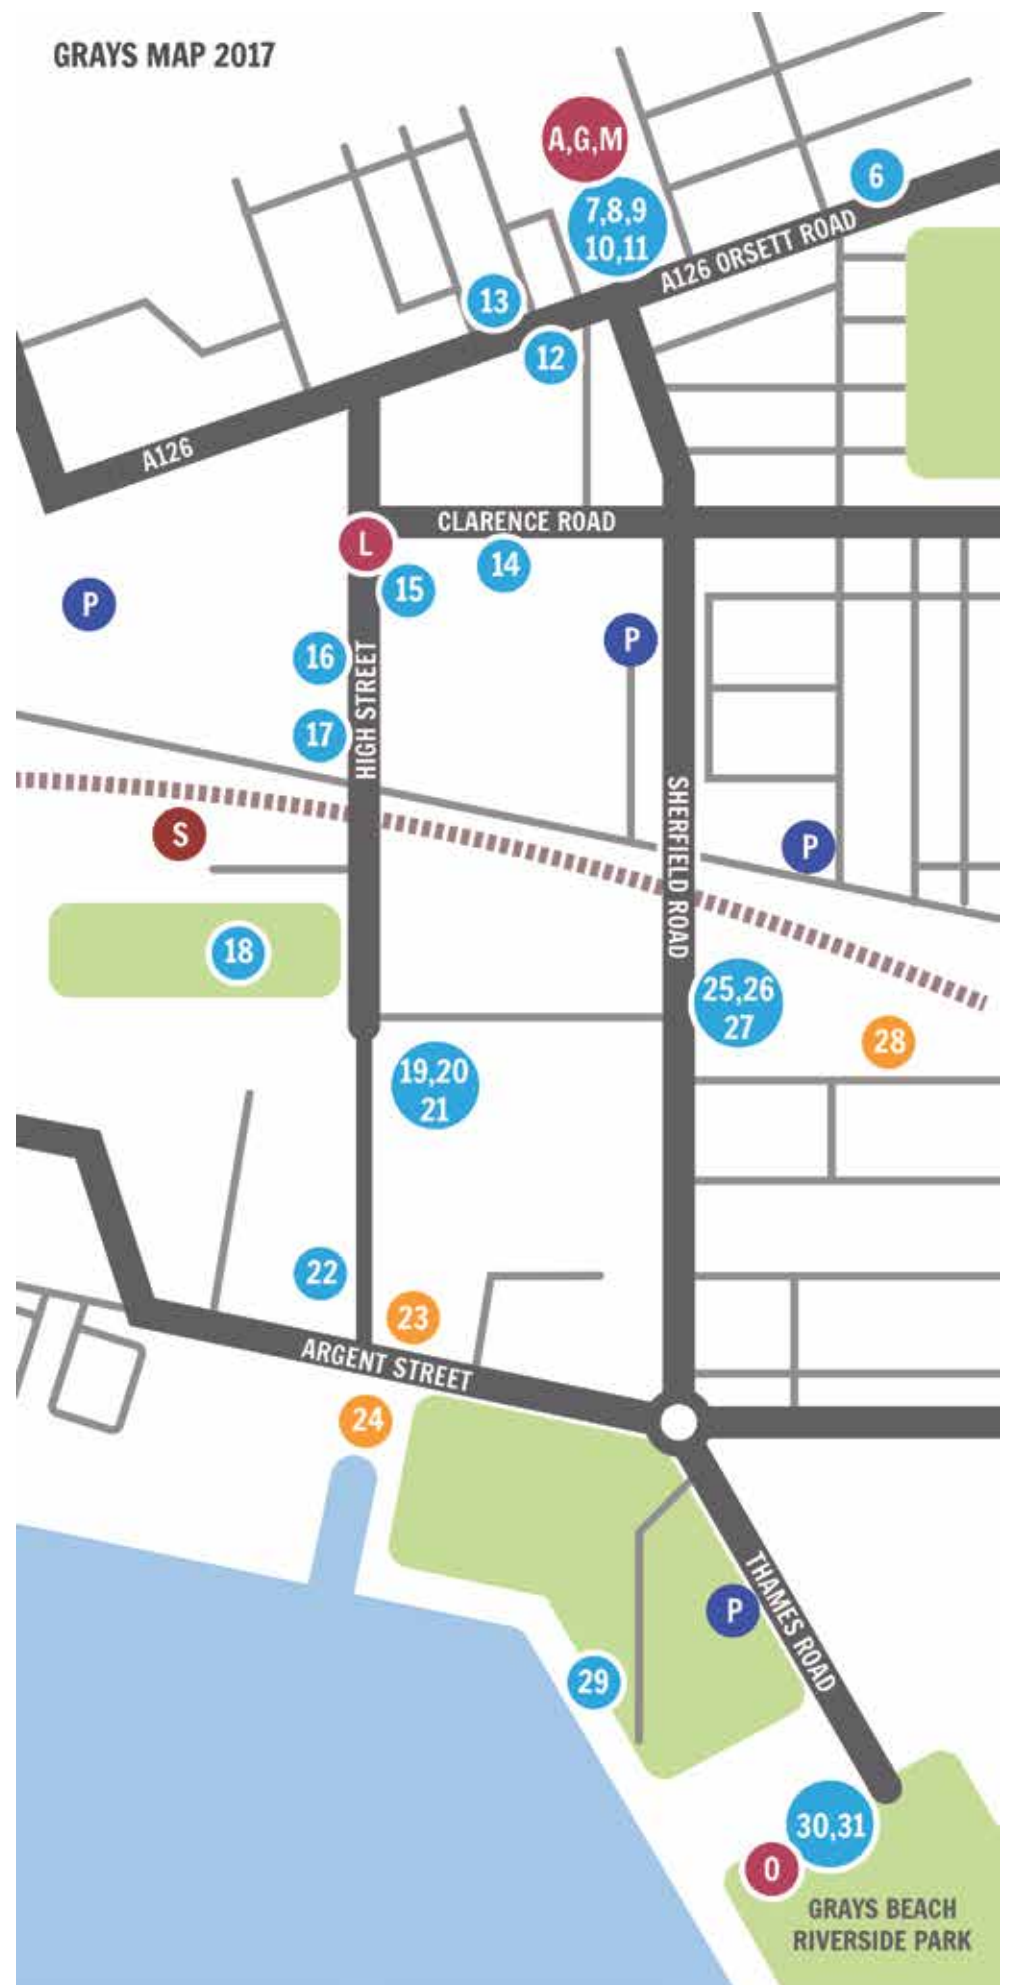 GRAYS MAP 2017
A,G,M
6
7,8,9
10,11
A126 ORSETT ROAD
13
12
A126
CLARENCE ROAD
L
14
15
P
P
16
HIGH STREET
17
SHERFIELD ROAD
S
P
18
25,26
27
28
19,20
21
22
23
ARGENT STREET
24
THAMES ROAD
P
29
30,31
O
GRAYS BEACH
RIVERSIDE PARK